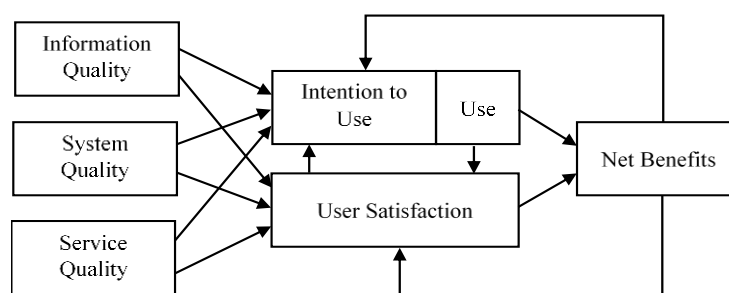 Information
Quality
Intention to
Use
Use
System
Quality
Net Benefits
User Satisfaction
Service
Quality